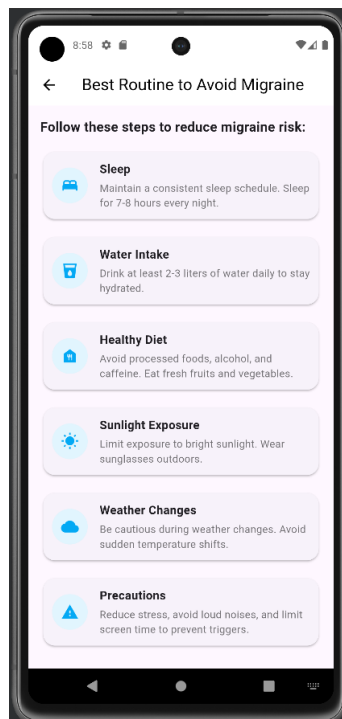 8:58
Best Routine to Avoid Migraine
Follow these steps to reduce migraine risk:
Sleep
Maintain a consistent sleep schedule. Sleep
for 7-8 hours every night.
Water Intake
Drink at least 2-3 liters of water daily to stay
hydrated.
Healthy Diet
Avoid processed foods, alcohol, and
caffeine. Eat fresh fruits and vegetables.
Sunlight Exposure
Limit exposure to bright sunlight. Wear
sunglasses outdoors.
Weather Changes
Be cautious during weather changes. Avoid
sudden temperature shifts.
Precautions
Reduce stress, avoid loud noises, and limit
screen time to prevent triggers.